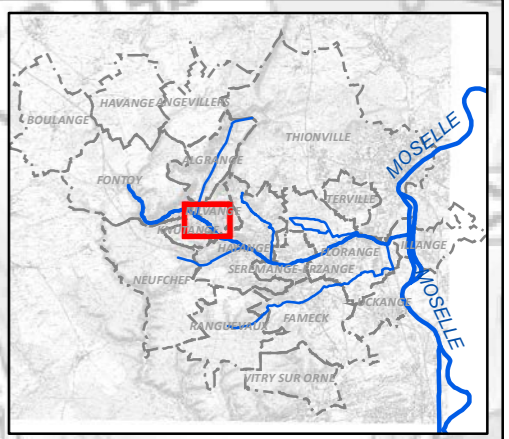 HAVANGE
ANGEVILLERS
BOULANGE
THIONVILLE
MOSELLE
ALGRANGE
FONTOY
TERVILLE
NILVANGE
KNUTANGE
HAYANGE
FLORANGE
ILLANGE
SEREMANGE-ERZANGE
NEUFCHEF
UCKANGE
MOSELLE
FAMECK
RANGUEVAUX
VITRY SUR ORNE